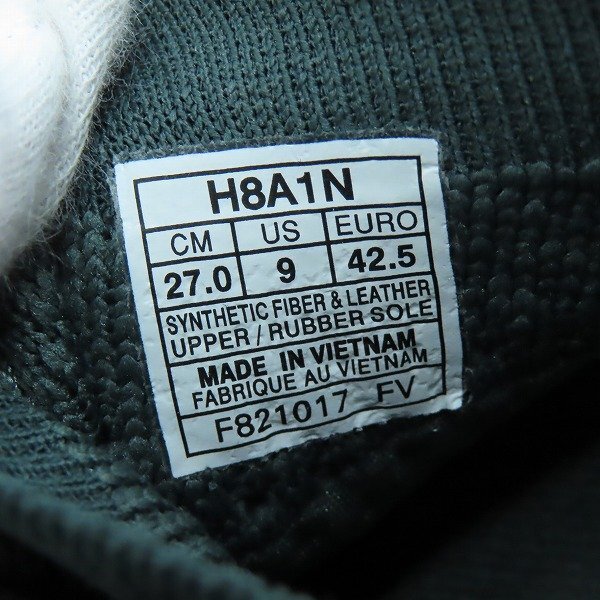 H8A1N
CM US EURO
27.0 9 42.5
SYNTHETIC FIBER & LEATHER
UPPER / RUBBER SOLE
MADE IN VIETNAM
FABRIQUE AU VIETNAM
F821017 FV